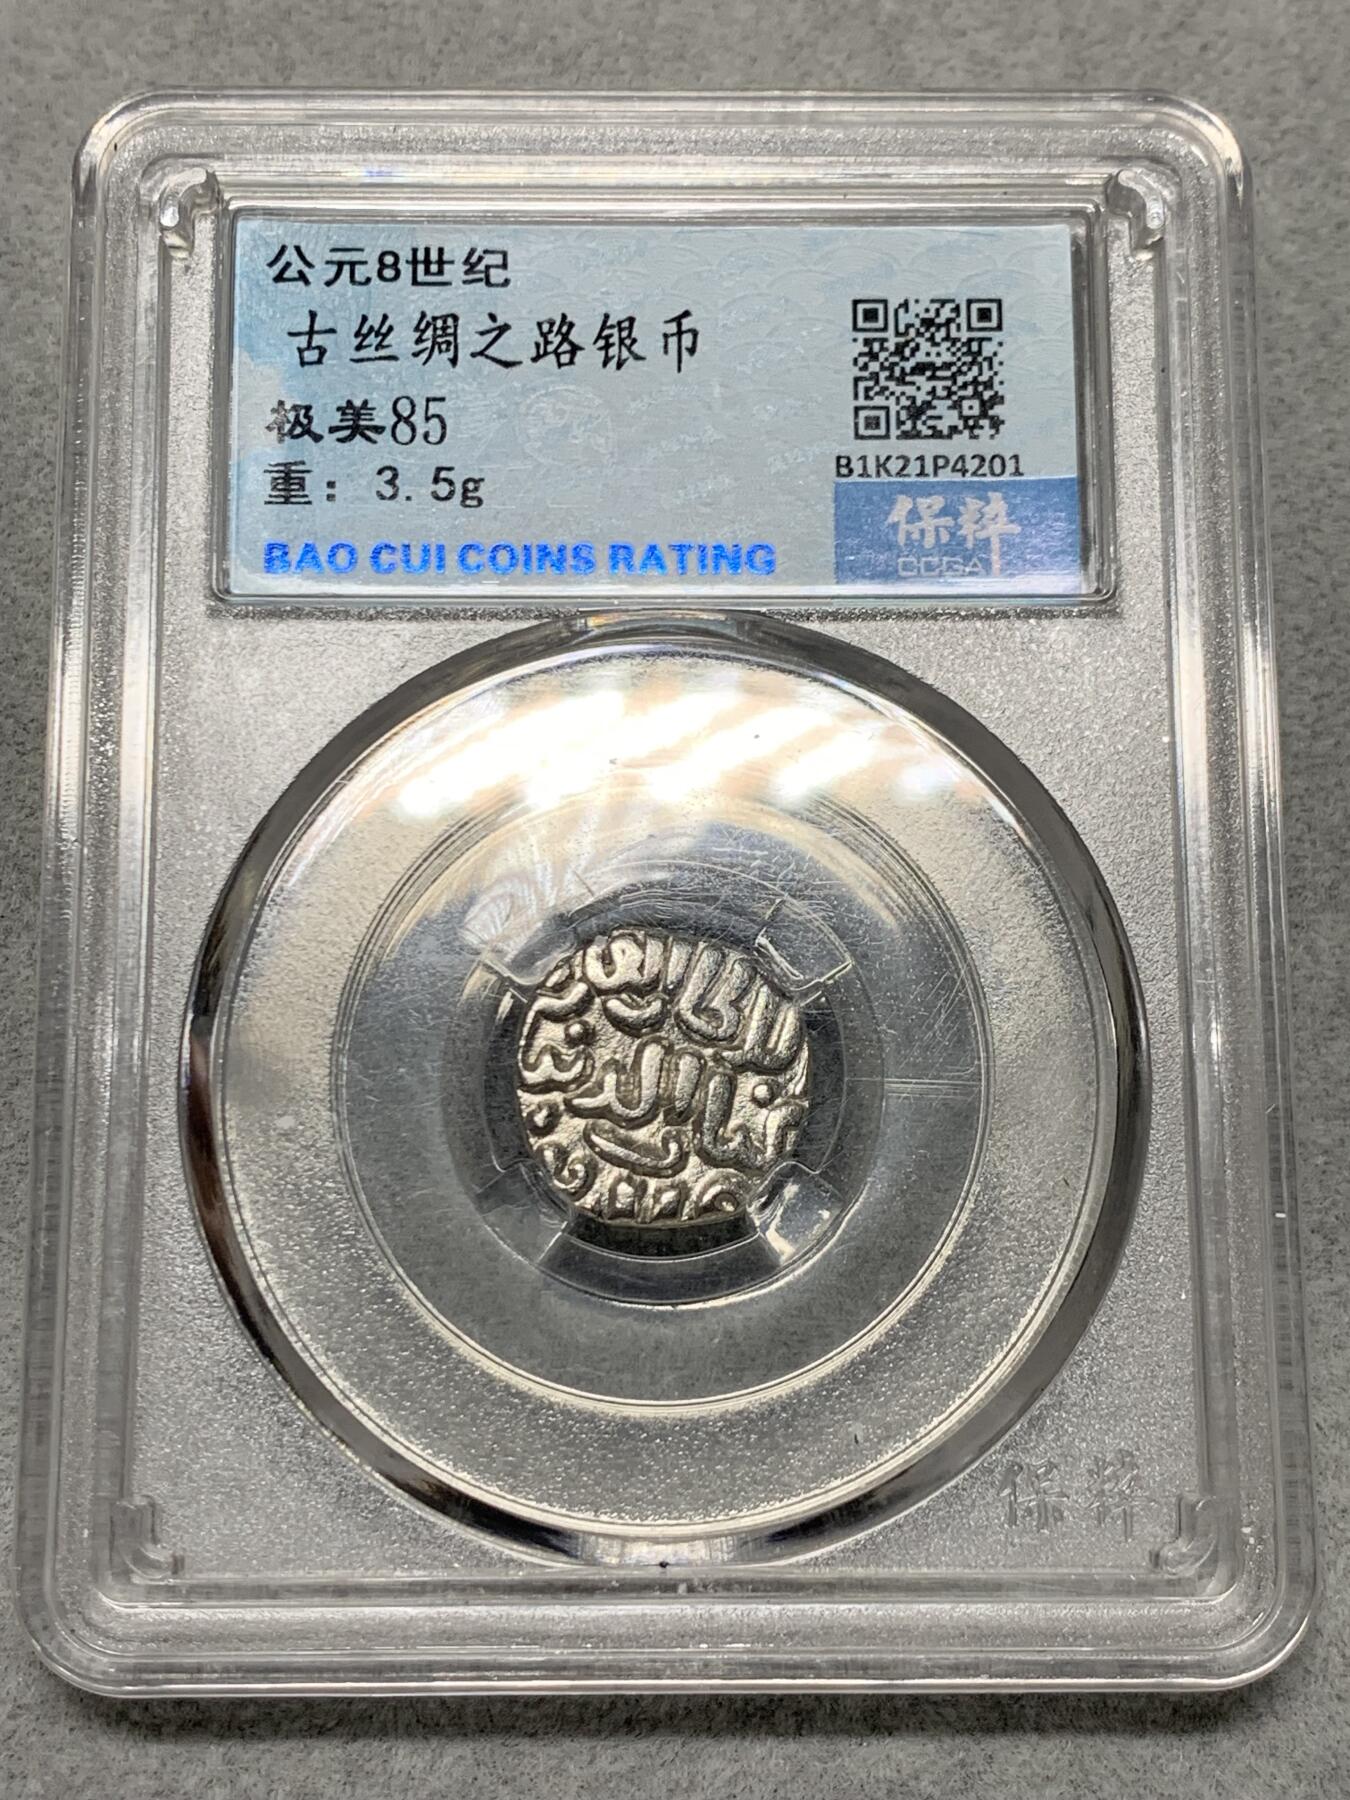 公元8世纪
古丝绸之路银币
极美85
重：3.5g
BAO CUI COINS RATING
B1K21P4201
保粹
CCGA
保粹